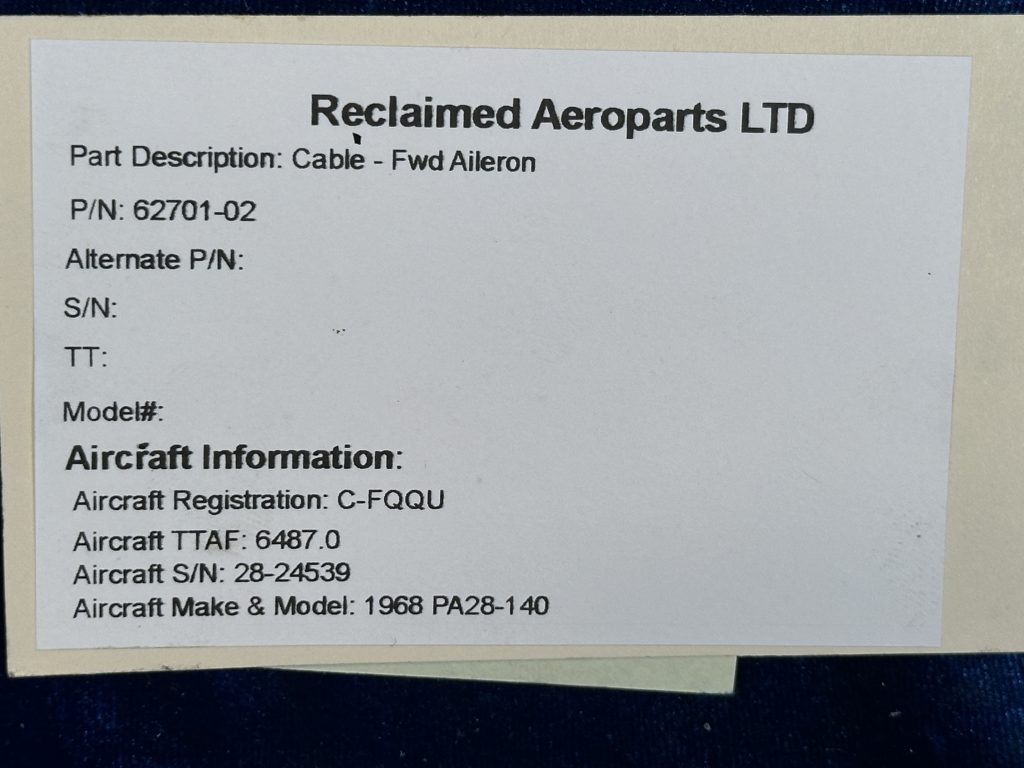 Reclaimed Aeroparts LTD
Part Description: Cable - Fwd Aileron
P/N: 62701-02
Alternate P/N:
S/N:
TT:
Model#:
Aircraft Information:
Aircraft Registration: C-FQQU
Aircraft TTAF: 6487.0
Aircraft S/N: 28-24539
Aircraft Make & Model: 1968 PA28-140